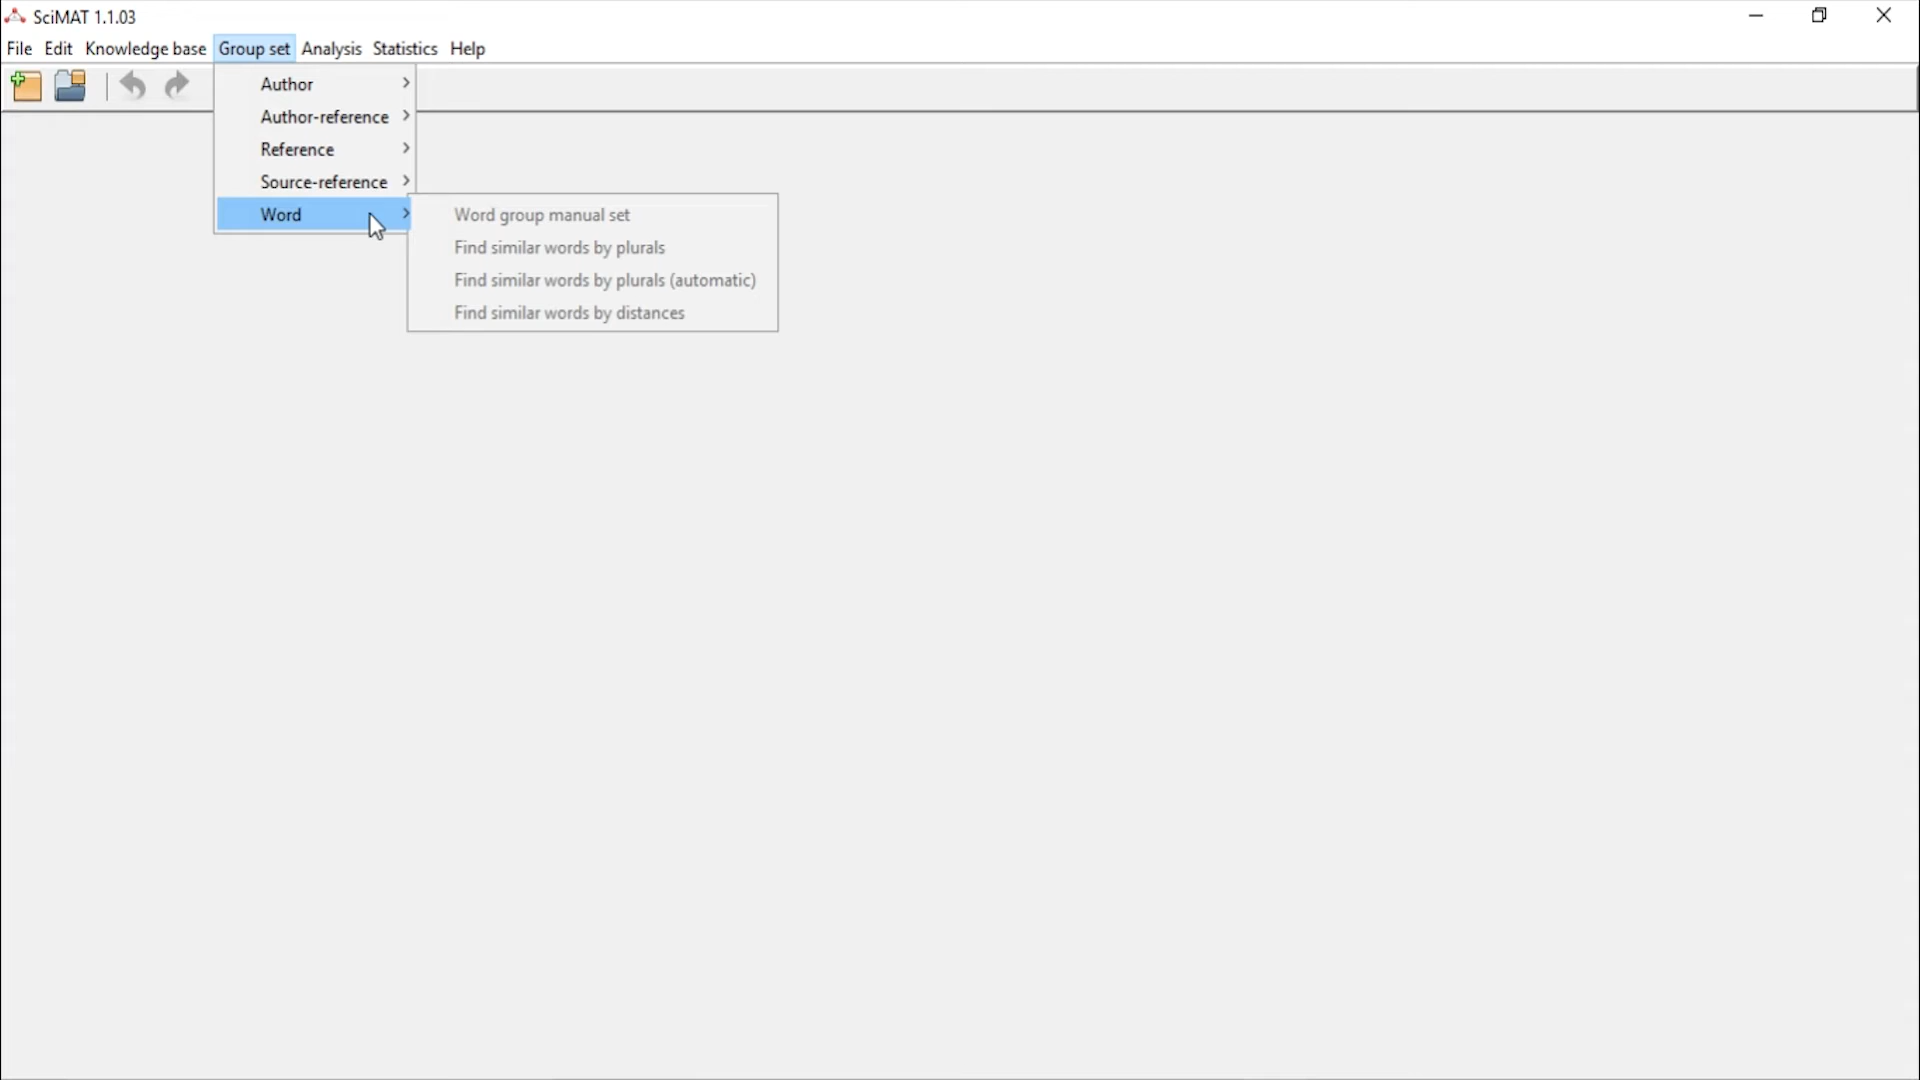 SciMAT 1.1.03
File Edit Knowledge base Group set Analysis Statistics Help
Author
Author-reference
Reference
Source-reference
Word
Word group manual set
Find similar words by plurals
Find similar words by plurals (automatic)
Find similar words by distances